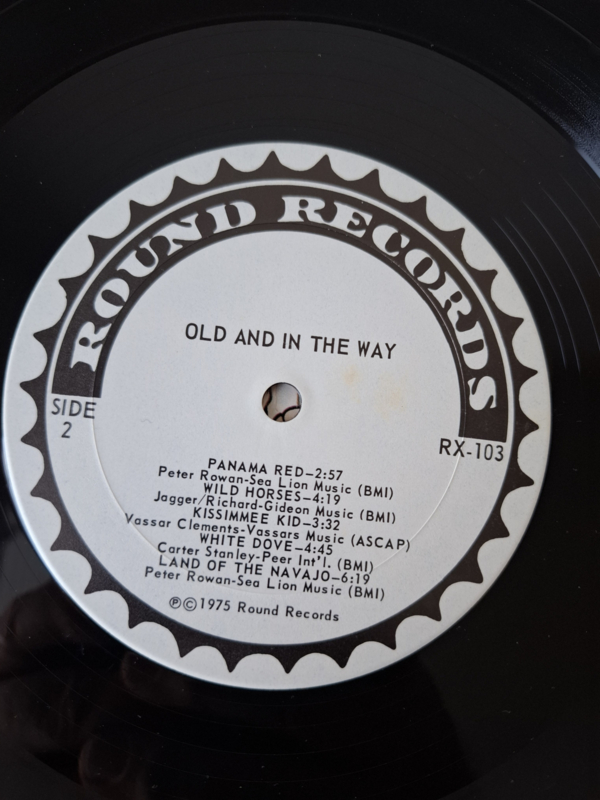 ROUND RECORDS
OLD AND IN THE WAY
SIDE
2
RX-103
PANAMA RED–2:57
Peter Rowan-Sea Lion Music (BMI)
WILD HORSES–4:19
Jagger/Richard-Gideon Music (BMI)
KISSIMMEE KID–3:32
Vassar Clements-Vassars Music (ASCAP)
WHITE DOVE–4:45
Carter Stanley-Peer Int'l. (BMI)
LAND OF THE NAVAJO–6:19
Peter Rowan-Sea Lion Music (BMI)
Ⓟ©1975 Round Records